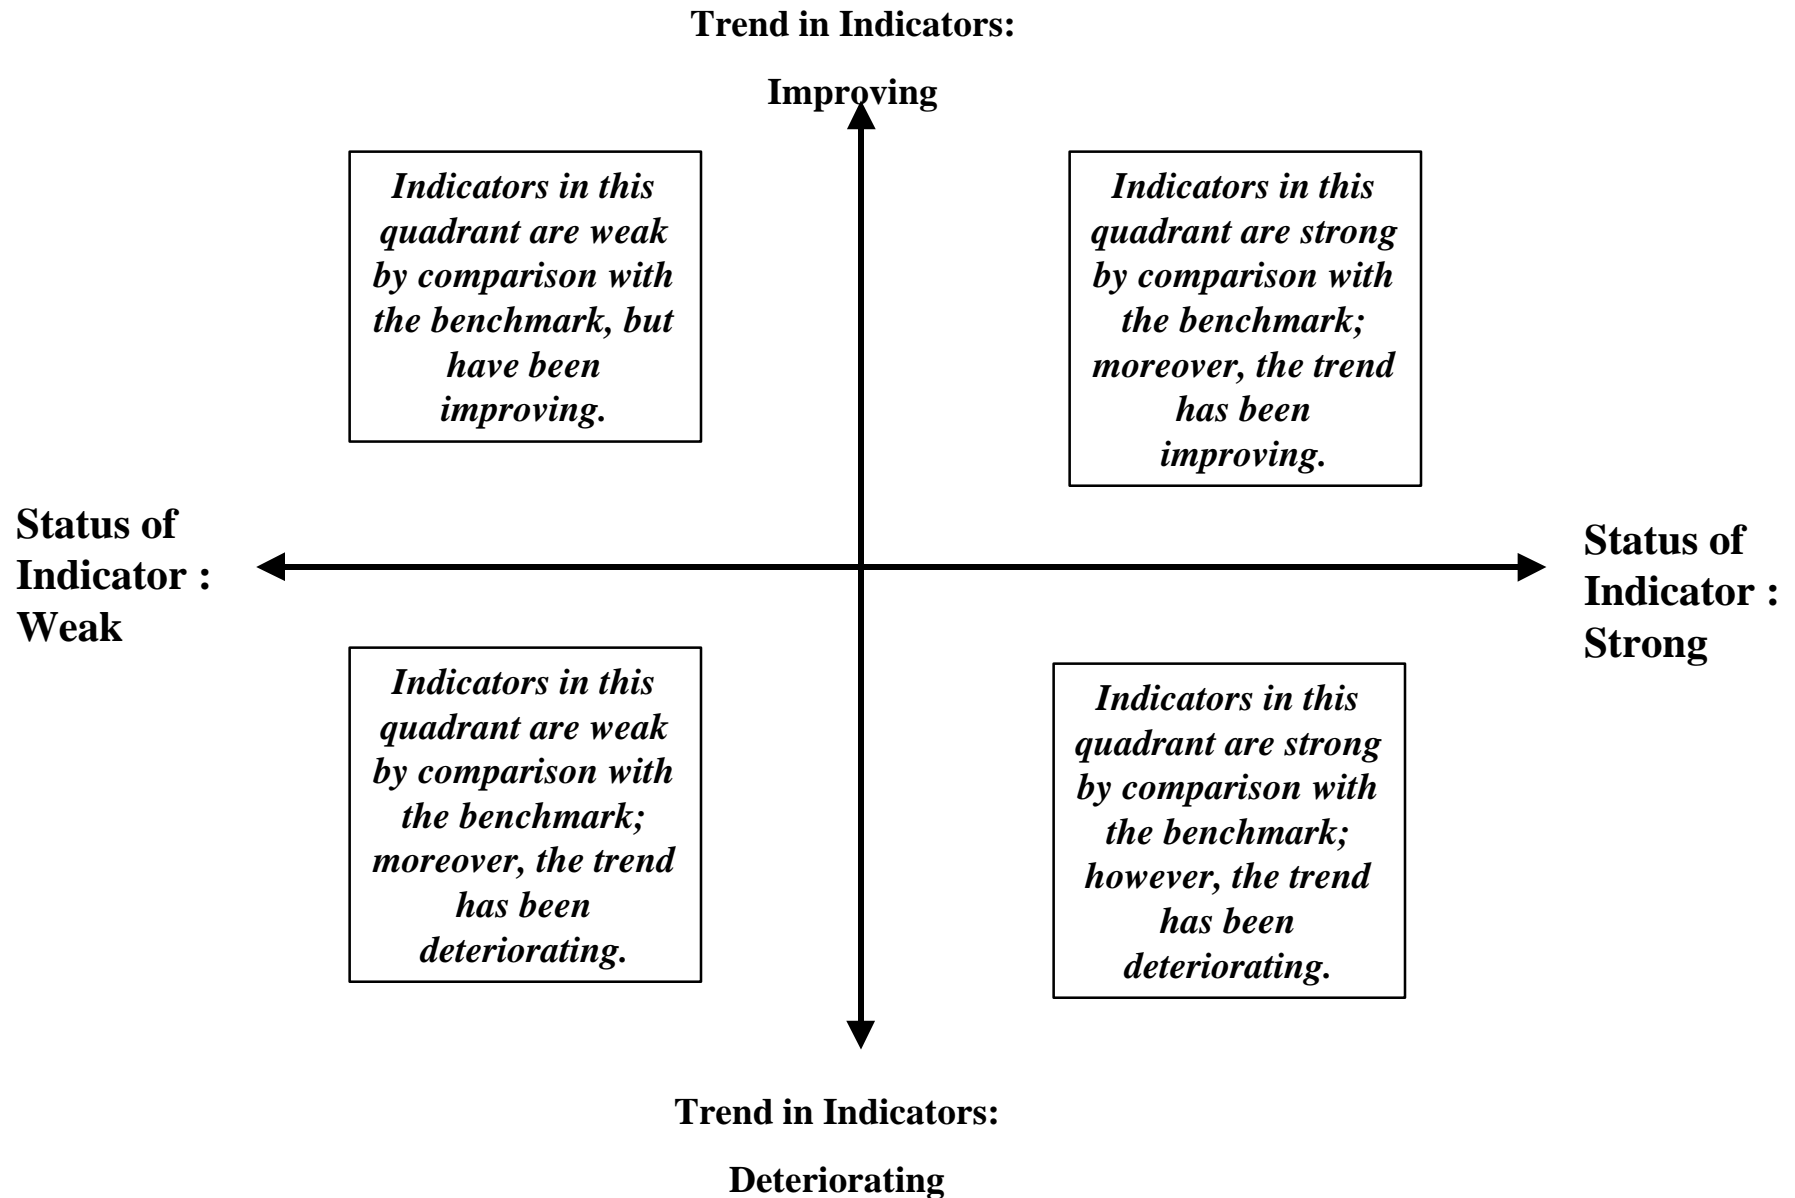 Trend in Indicators:
Improving
Indicators in this
quadrant are weak
by comparison with
the benchmark, but
have been
improving.
Indicators in this
quadrant are strong
by comparison with
the benchmark;
moreover, the trend
has been
improving.
Status of
Indicator :
Weak
Status of
Indicator :
Strong
Indicators in this
quadrant are weak
by comparison with
the benchmark;
moreover, the trend
has been
deteriorating.
Indicators in this
quadrant are strong
by comparison with
the benchmark;
however, the trend
has been
deteriorating.
Trend in Indicators:
Deteriorating